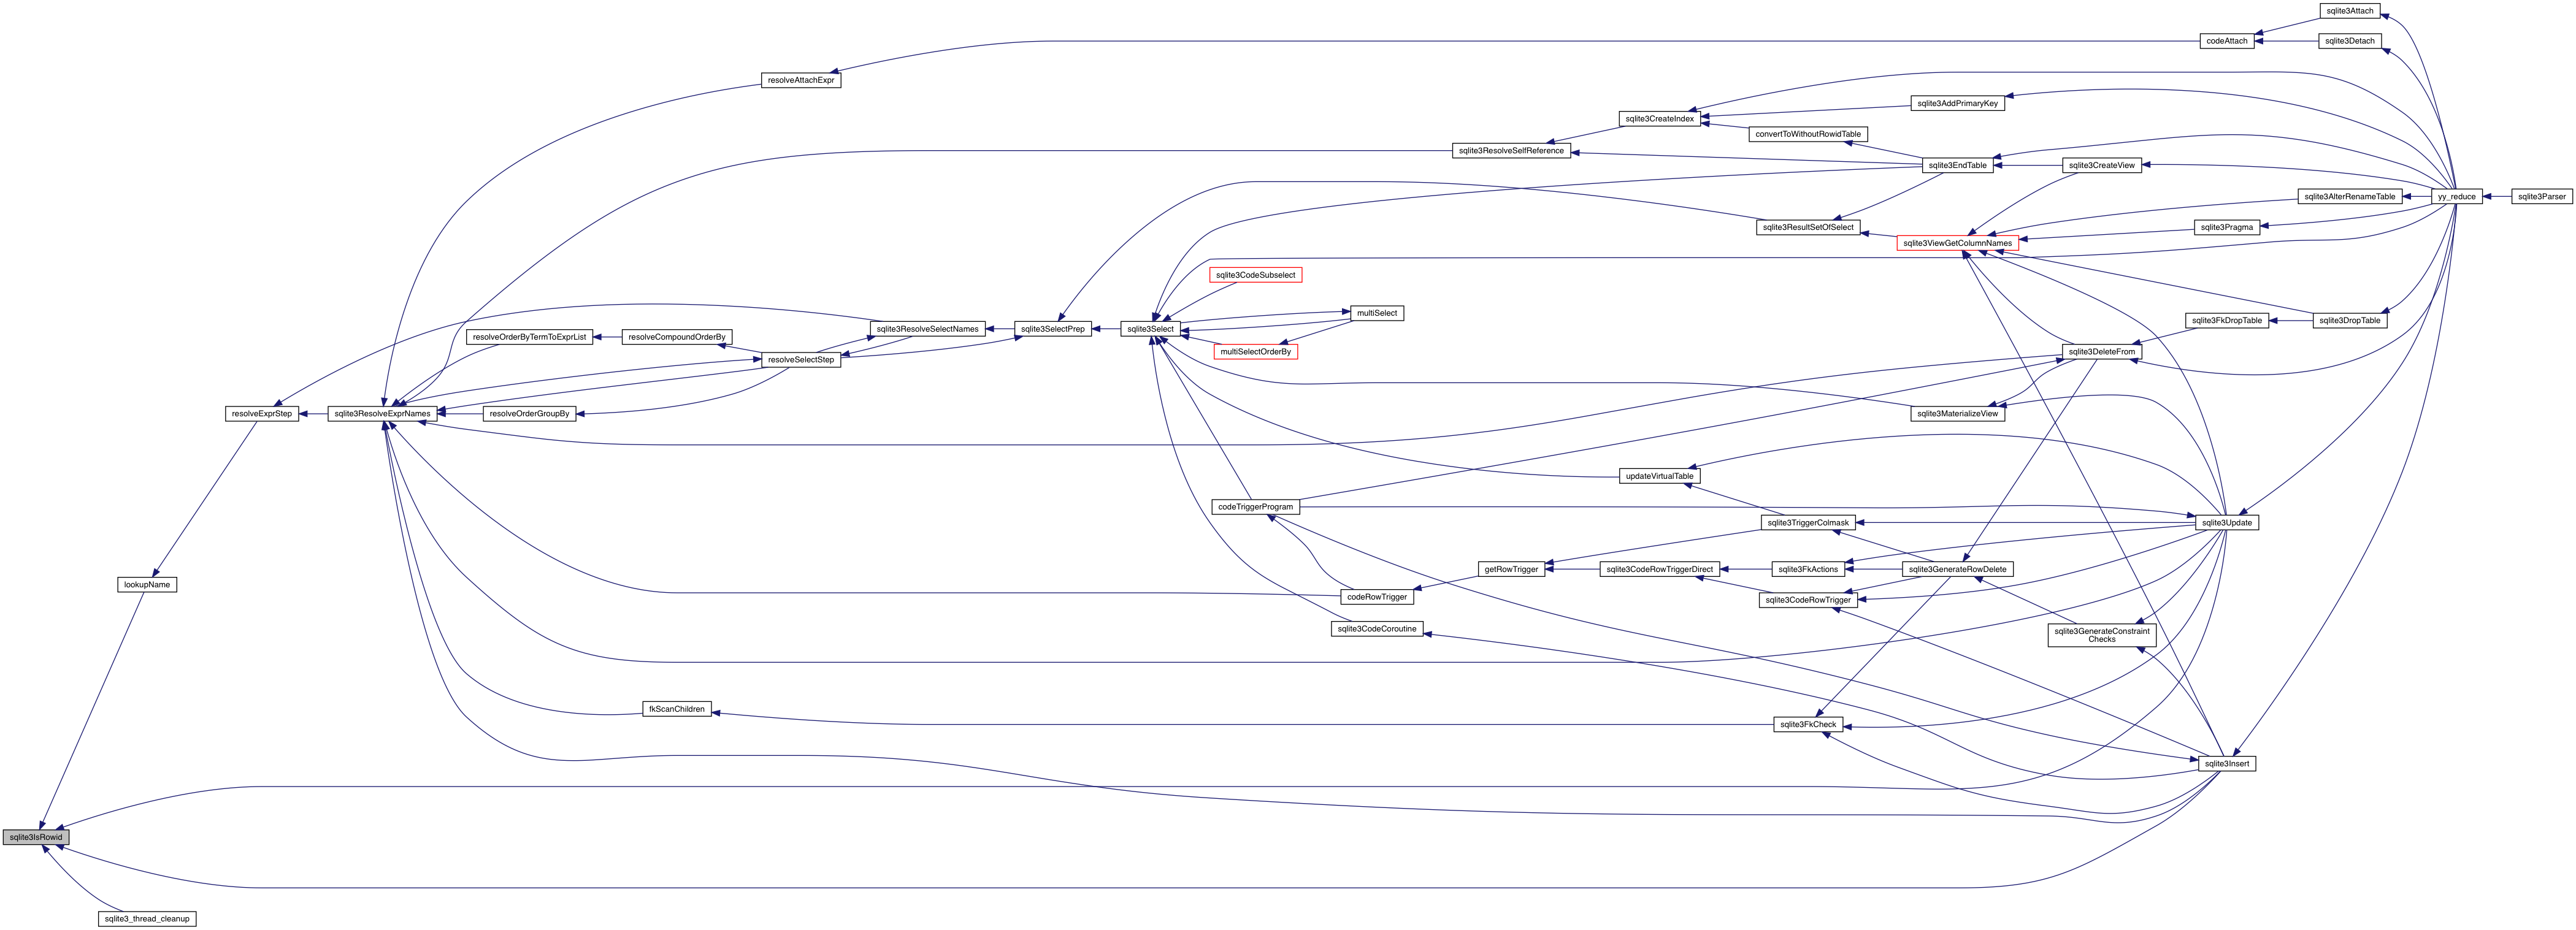 sqlite3Attach
codeAttach
sqlite3Detach
resolveAttachExpr
sqlite3AddPrimaryKey
sqlite3CreateIndex
convertToWithoutRowidTable
sqlite3ResolveSelfReference
sqlite3EndTable
sqlite3CreateView
sqlite3AlterRenameTable
yy_reduce
sqlite3Parser
sqlite3ResultSetOfSelect
sqlite3Pragma
sqlite3ViewGetColumnNames
sqlite3CodeSubselect
multiSelect
sqlite3FkDropTable
sqlite3DropTable
sqlite3ResolveSelectNames
sqlite3SelectPrep
sqlite3Select
resolveOrderByTermToExprList
resolveCompoundOrderBy
multiSelectOrderBy
sqlite3DeleteFrom
resolveSelectStep
resolveExprStep
sqlite3ResolveExprNames
resolveOrderGroupBy
sqlite3MaterializeView
updateVirtualTable
codeTriggerProgram
sqlite3TriggerColmask
sqlite3Update
getRowTrigger
sqlite3CodeRowTriggerDirect
sqlite3FkActions
sqlite3GenerateRowDelete
lookupName
codeRowTrigger
sqlite3CodeRowTrigger
sqlite3CodeCoroutine
sqlite3GenerateConstraint
Checks
fkScanChildren
sqlite3FkCheck
sqlite3Insert
sqlite3IsRowid
sqlite3_thread_cleanup